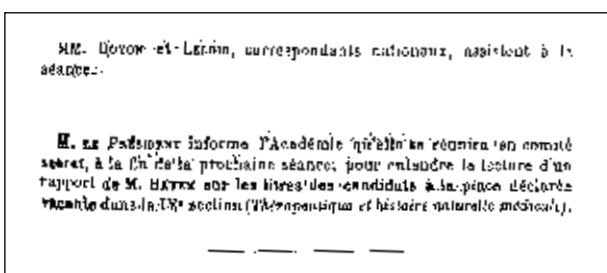 MM. et correspondants nationaux, assistent à la
séance.
M. LE PRÉSIDENT informe l'Académie qu'elle se réunira en comité
secret, à la fin de la prochaine séance, pour entendre la lecture d'un
rapport de M. sur les titres des candidats à la place déclarée
vacante dans la IXe section (Thérapeutique et histoire naturelle médicale).